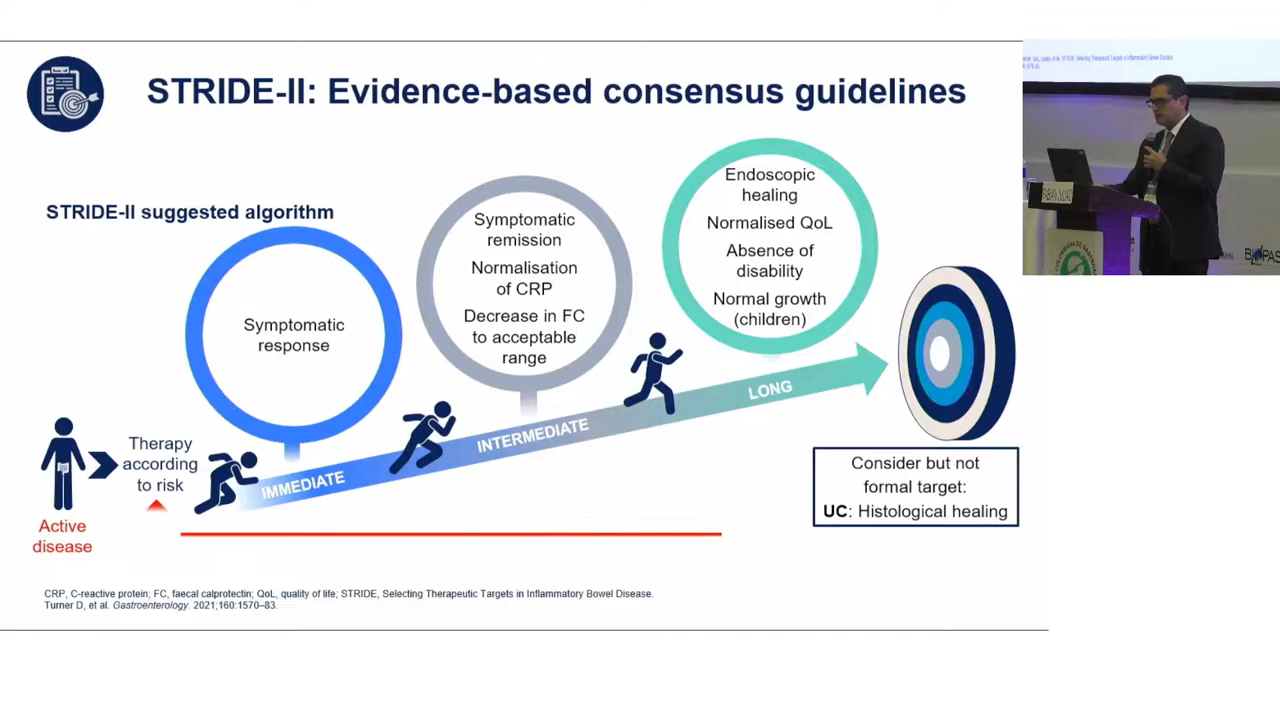 STRIDE-II: Evidence-based consensus guidelines
STRIDE-II suggested algorithm
Symptomatic
response
Symptomatic
remission
Normalisation
of CRP
Decrease in FC
to acceptable
range
Endoscopic
healing
Normalised QoL
Absence of
disability
Normal growth
(children)
Active
disease
Therapy
according
to risk
IMMEDIATE
INTERMEDIATE
LONG
Consider but not
formal target:
UC: Histological healing
CRP, C-reactive protein; FC, faecal calprotectin; QoL, quality of life; STRIDE, Selecting Therapeutic Targets in Inflammatory Bowel Disease.
Turner D, et al. Gastroenterology. 2021;160:1570–83.
BIOPAS